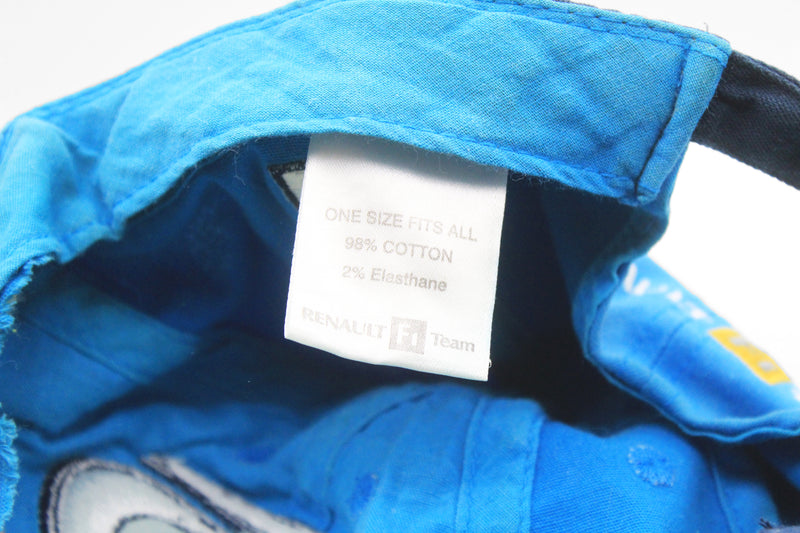 ONE SIZE FITS ALL
98% COTTON
2% Elasthane
RENAULT F1 Team